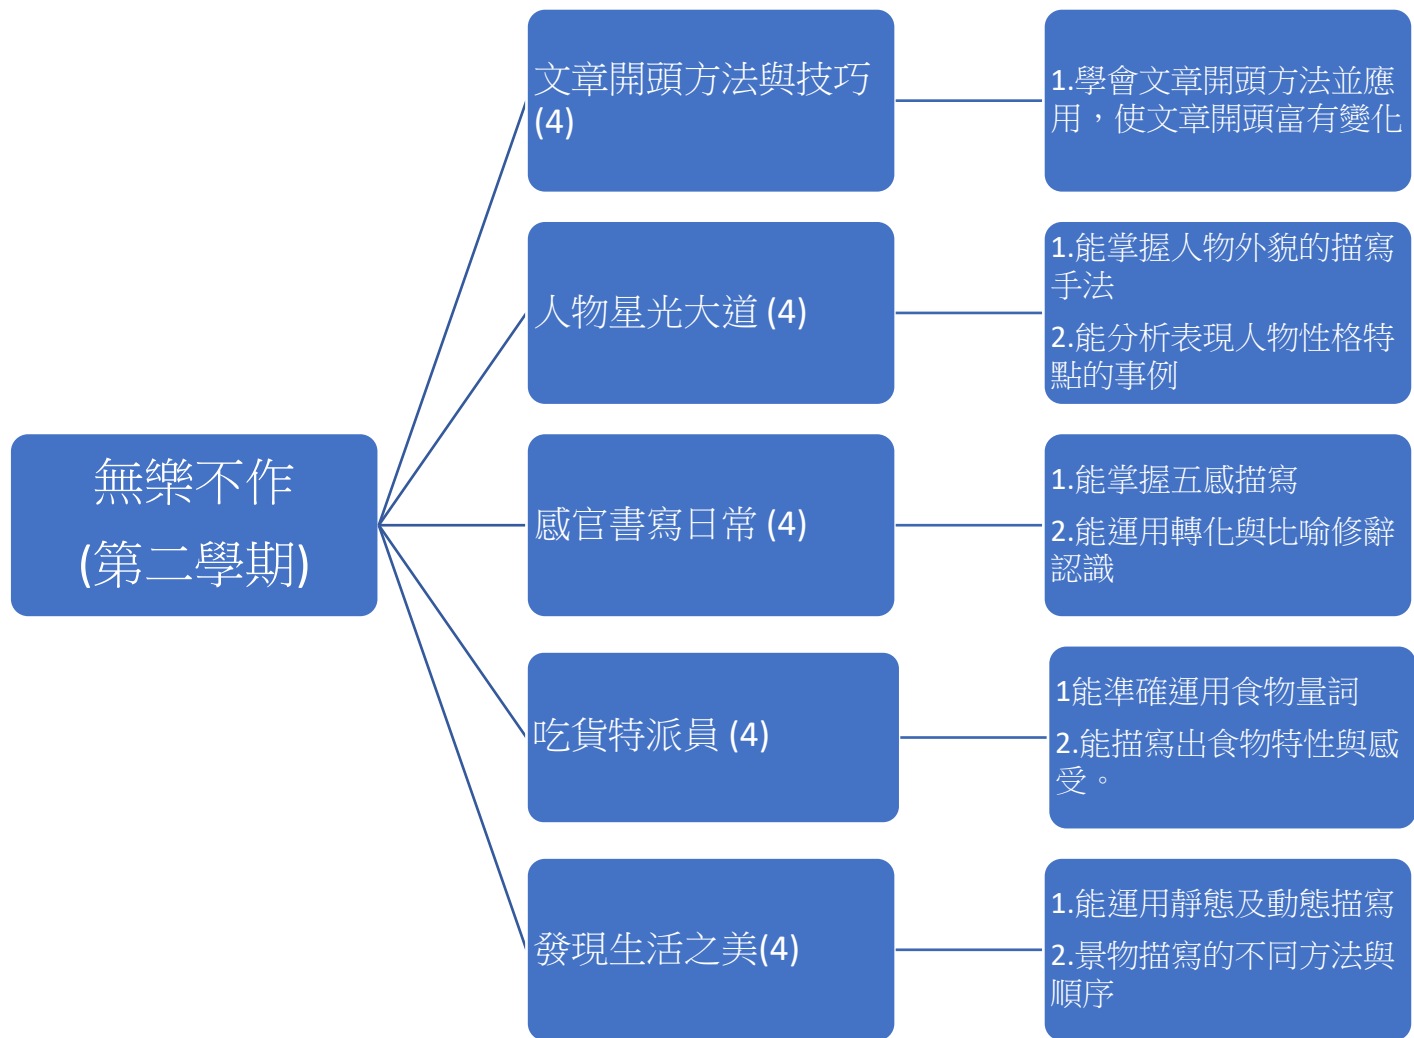 無樂不作
(第二學期)
文章開頭方法與技巧
(4)
1.學會文章開頭方法並應
用，使文章開頭富有變化
人物星光大道 (4)
1.能掌握人物外貌的描寫
手法
2.能分析表現人物性格特
點的事例
感官書寫日常 (4)
1.能掌握五感描寫
2.能運用轉化與比喻修辭
認識
吃貨特派員 (4)
1能準確運用食物量詞
2.能描寫出食物特性與感
受。
發現生活之美(4)
1.能運用靜態及動態描寫
2.景物描寫的不同方法與
順序